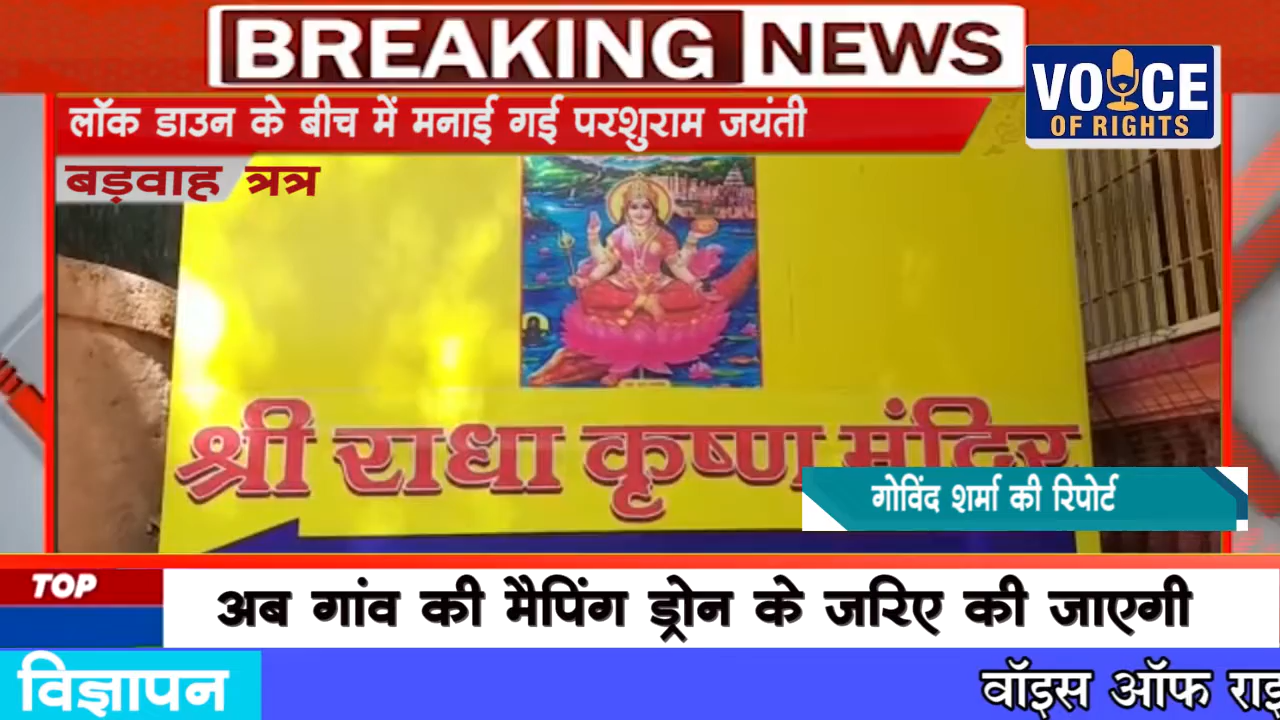 BREAKING NEWS
VOICE
OF RIGHTS
लॉक डाउन के बीच में मनाई गई परशुराम जयंती
बड़वाह त्रत्र
श्री राधा कृष्ण मंदिर
गोविंद शर्मा की रिपोर्ट
TOP
अब गांव की मैपिंग ड्रोन के जरिए की जाएगी
विज्ञापन
वॉइस ऑफ राइ